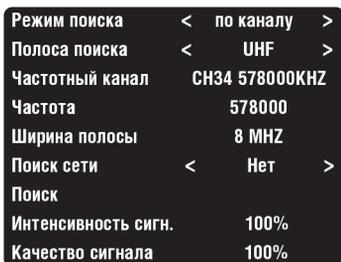 Режим поиска < по каналу >
Полоса поиска < UHF >
Частотный канал CH34 578000KHZ
Частота 578000
Ширина полосы 8 MHZ
Поиск сети < Нет >
Поиск
Интенсивность сигн. 100%
Качество сигнала 100%